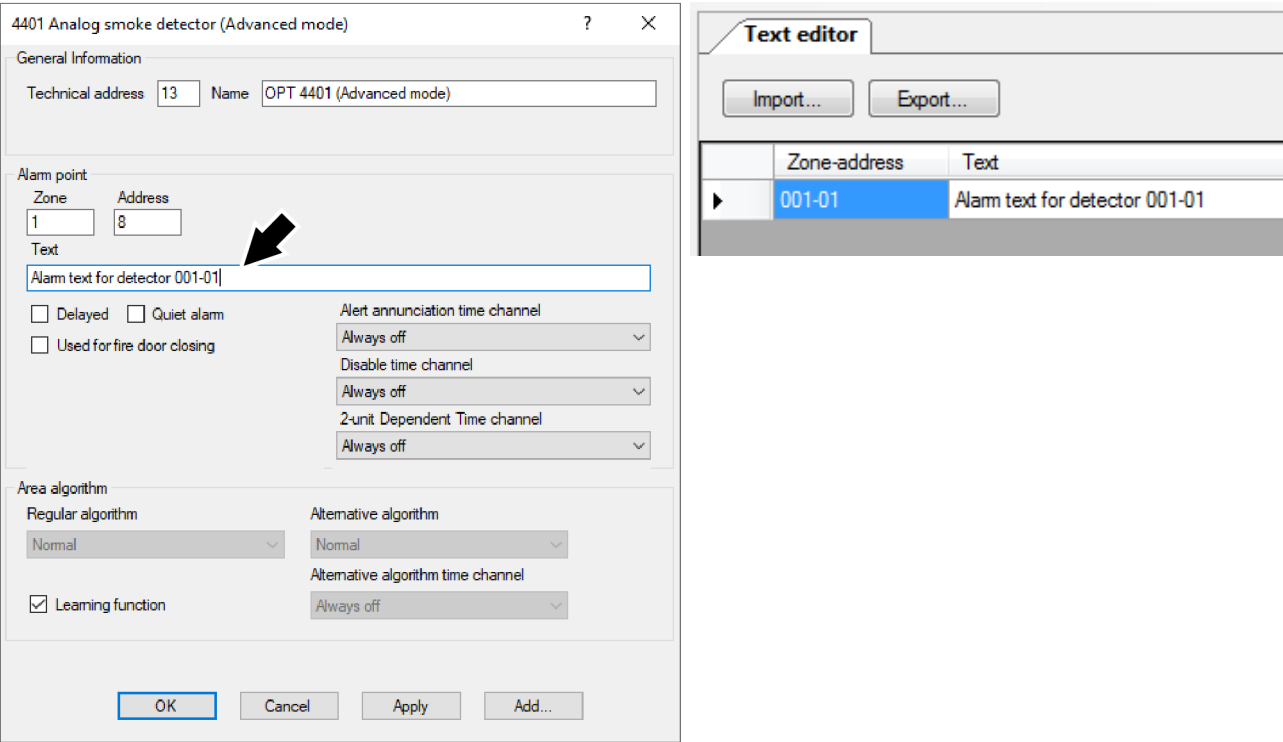 4401 Analog smoke detector (Advanced mode) ?
General Information
Technical address 13 Name OPT 4401 (Advanced mode)
Alarm point
Zone Address
1 8
Text
Alarm text for detector 001-01
Delayed Quiet alarm
Used for fire door closing
Alert annunciation time channel
Always off
Disable time channel
Always off
2-unit Dependent Time channel
Always off
Area algorithm
Regular algorithm Alternative algorithm
Normal Normal
Alternative algorithm time channel
Learning function Always off
OK Cancel Apply Add...
Text editor
Import... Export...
Zone-address Text
001-01 Alarm text for detector 001-01